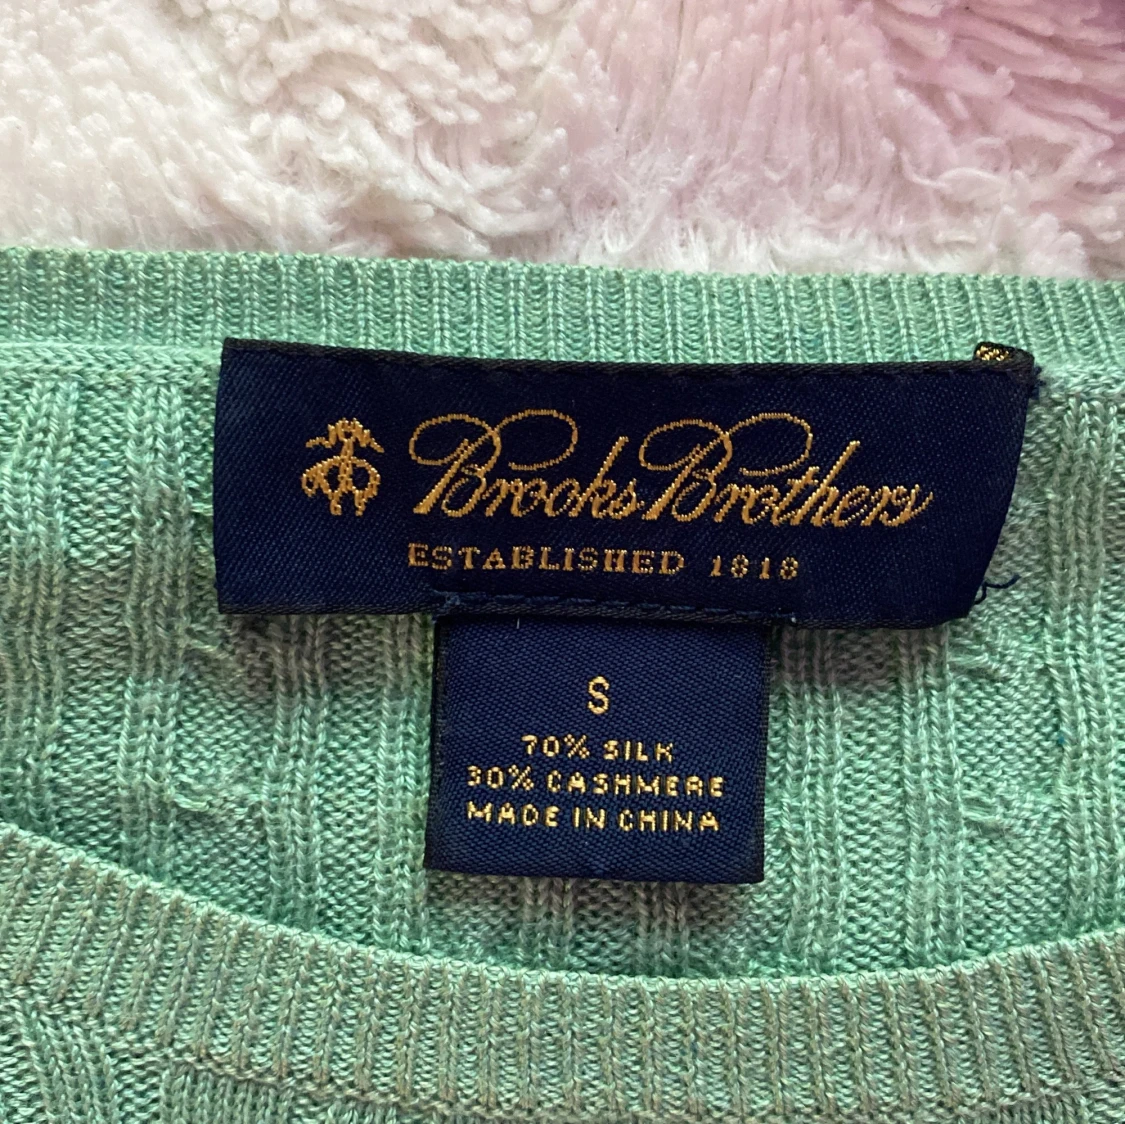 Brooks Brothers
ESTABLISHED 1818
S
70% SILK
30% CASHMERE
MADE IN CHINA